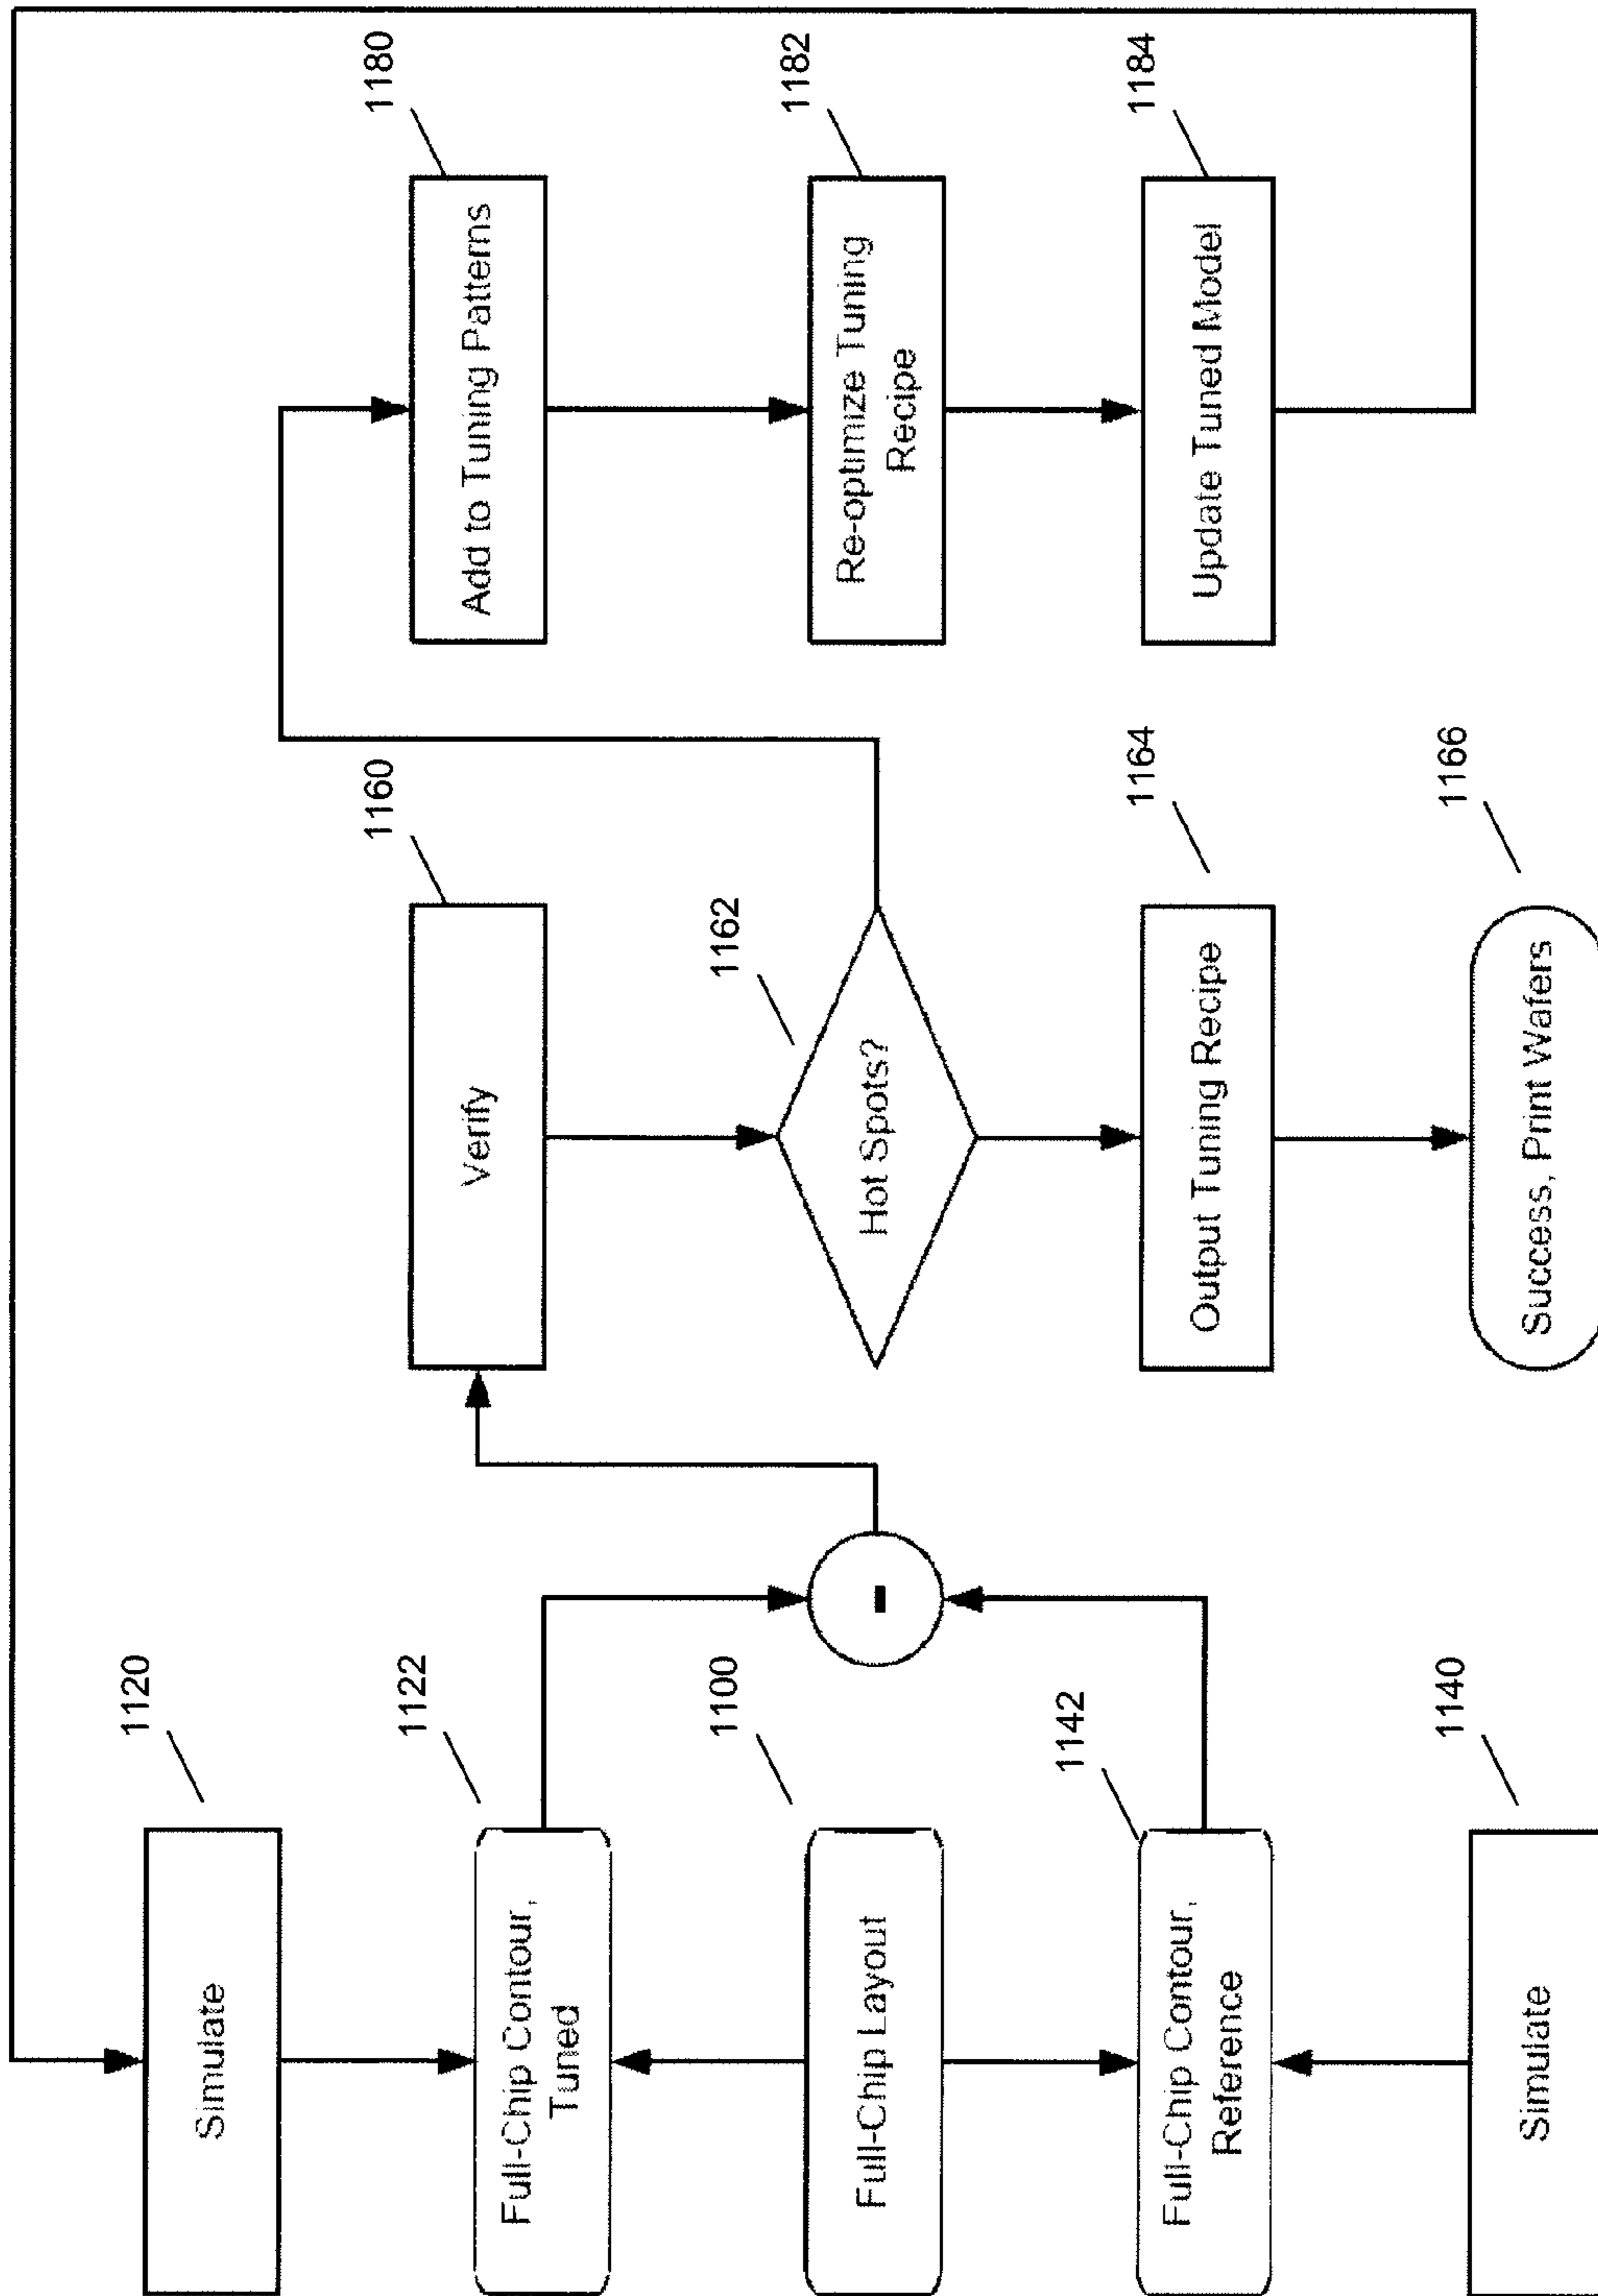 1120
Simulate
1122
Full-Chip Contour,
Tuned
1100
Full-Chip Layout
1142
Full-Chip Contour,
Reference
1140
Simulate
-
1160
Verify
1162
Hot Spots?
1164
Output Tuning Recipe
1166
Success, Print Wafers
1180
Add to Tuning Patterns
1182
Re-optimize Tuning
Recipe
1184
Update Tuned Model